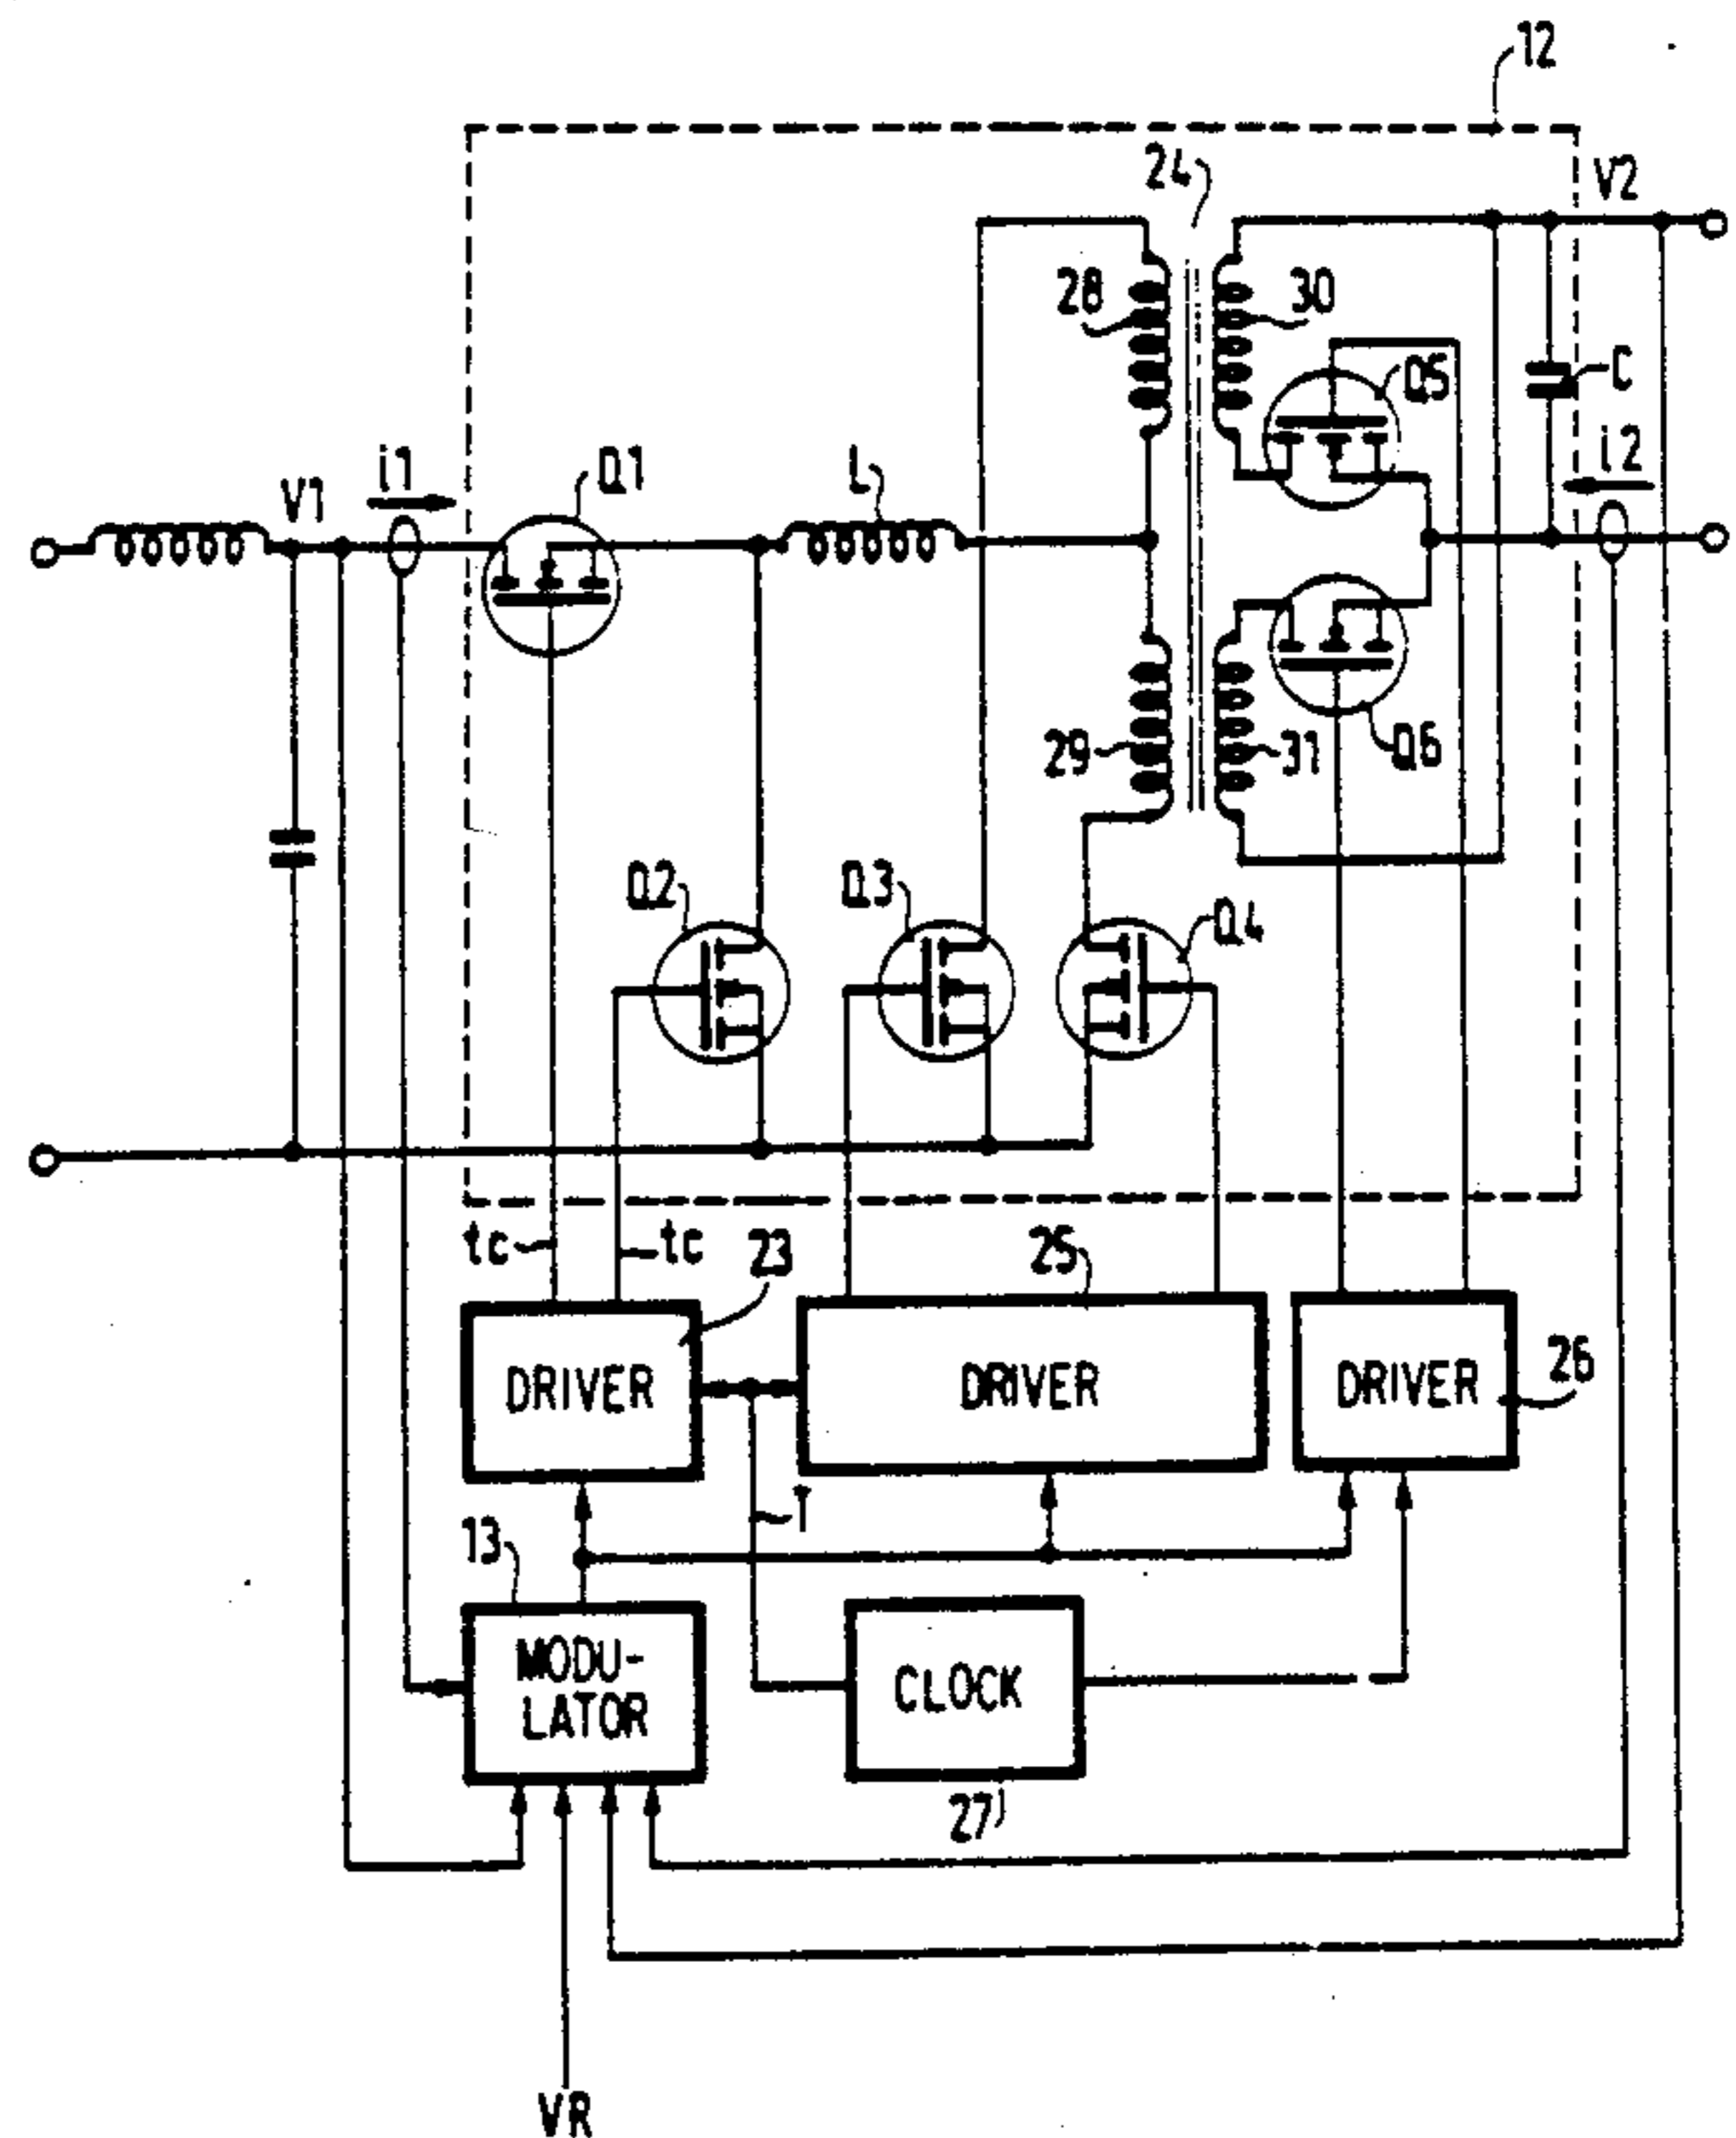 12
24
V2
28
30
Q5
C
i1
Q1
L
i2
V1
29
31
Q6
Q2
Q3
Q4
tc
tc
23
25
DRIVER
DRIVER
DRIVER
26
T
13
MODU-
LATOR
CLOCK
27
VR